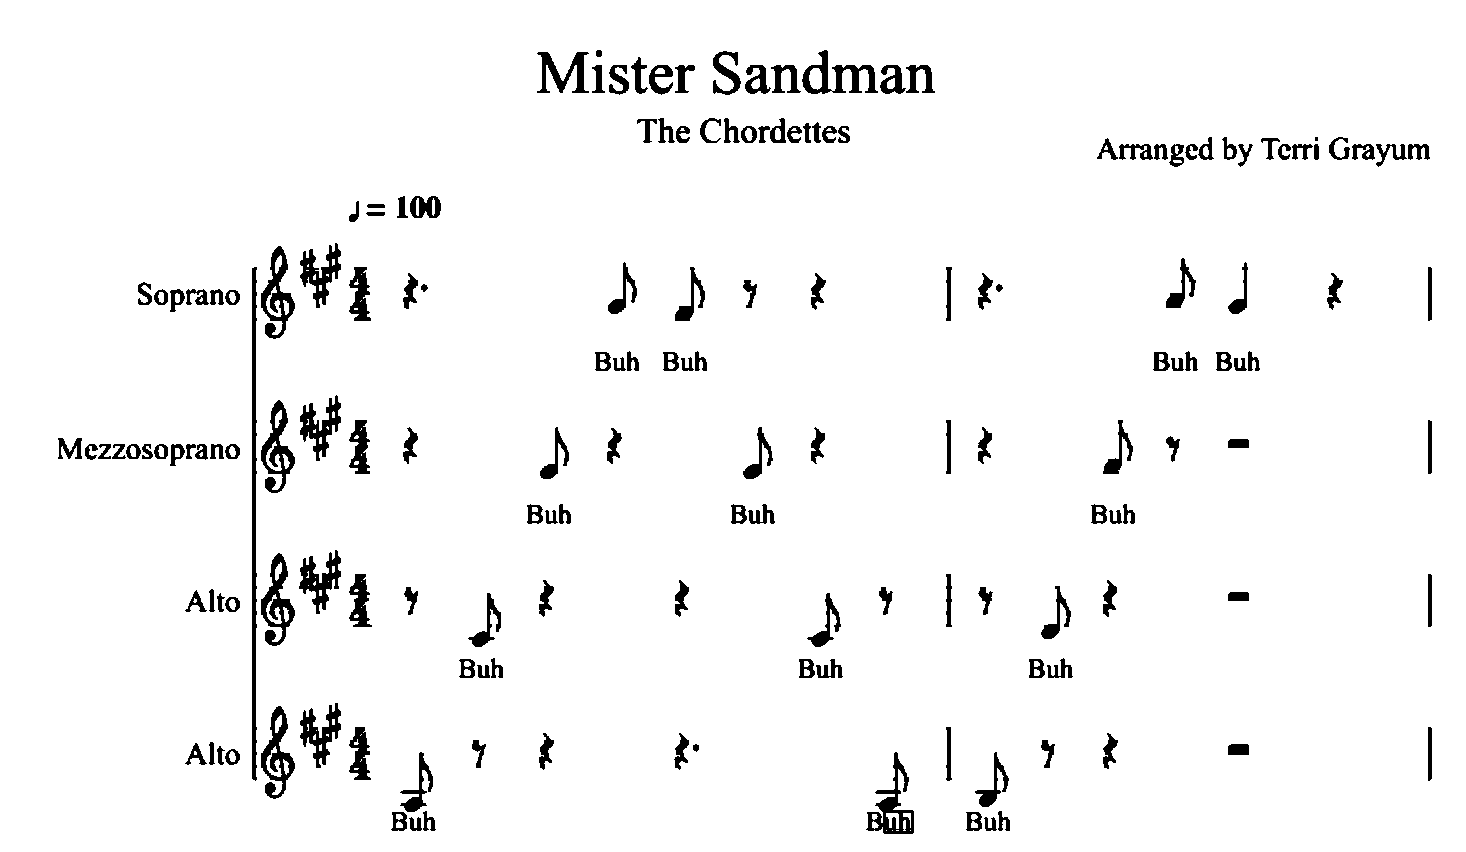 Mister Sandman
The Chordettes
Arranged by Terri Grayum
♩ = 100
Soprano
Buh Buh Buh Buh
Mezzosoprano
Buh Buh Buh
Alto
Buh Buh Buh
Alto
Buh Buh Buh